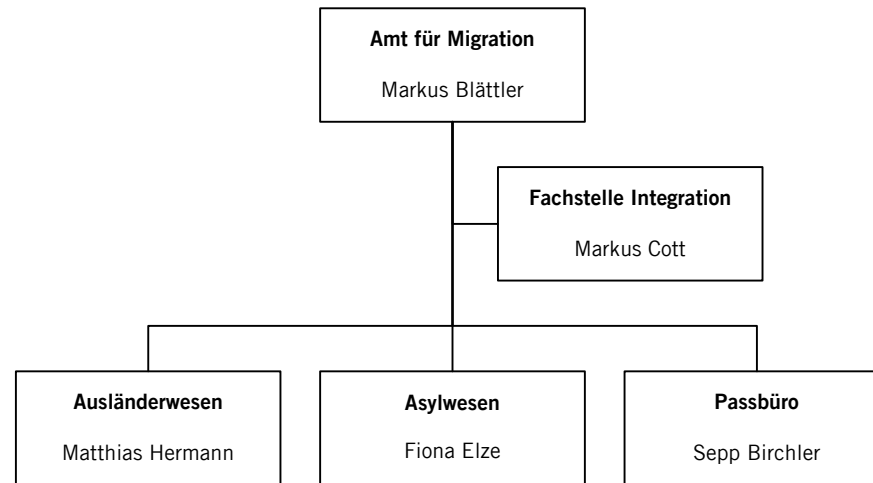 Amt für Migration
Markus Blättler
Fachstelle Integration
Markus Cott
Ausländerwesen
Matthias Hermann
Asylwesen
Fiona Elze
Passbüro
Sepp Birchler